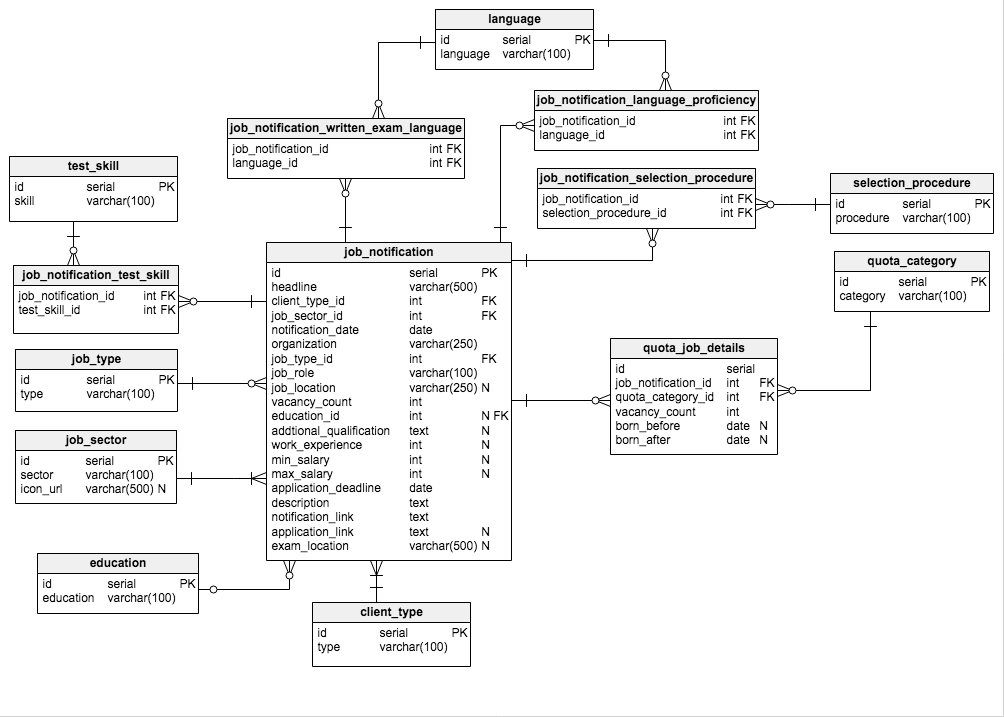 language
id serial PK
language varchar(100)
job_notification_language_proficiency
job_notification_id int FK
language_id int FK
job_notification_written_exam_language
job_notification_id int FK
language_id int FK
test_skill
id serial PK
skill varchar(100)
job_notification_selection_procedure
job_notification_id int FK
selection_procedure_id int FK
selection_procedure
id serial PK
procedure varchar(100)
job_notification_test_skill
job_notification_id int FK
test_skill_id int FK
job_notification
id serial PK
headline varchar(500)
client_type_id int FK
job_sector_id int FK
notification_date date
organization varchar(250)
job_type_id int FK
job_role varchar(100)
job_location varchar(250) N
vacancy_count int
education_id int N FK
addtional_qualification text N
work_experience int N
min_salary int N
max_salary int N
application_deadline date
description text
notification_link text
application_link text N
exam_location varchar(500) N
quota_category
id serial PK
category varchar(100)
quota_job_details
id serial
job_notification_id int FK
quota_category_id int FK
vacancy_count int
born_before date N
born_after date N
job_type
id serial PK
type varchar(100)
job_sector
id serial PK
sector varchar(100)
icon_url varchar(500) N
education
id serial PK
education varchar(100)
client_type
id serial PK
type varchar(100)